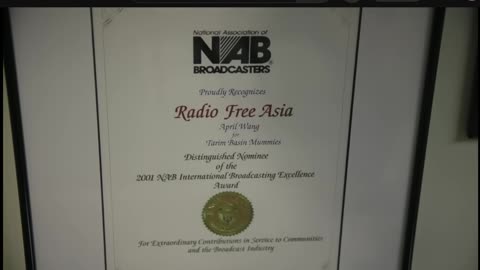 National Association of
NAB
BROADCASTERS
Proudly Recognizes
Radio Free Asia
April Wang
for
Tarim Basin Mummies
Distinguished Nominee
of the
2001 NAB International Broadcasting Excellence
Award
For Extraordinary Contributions in Service to Communities
and the Broadcast Industry